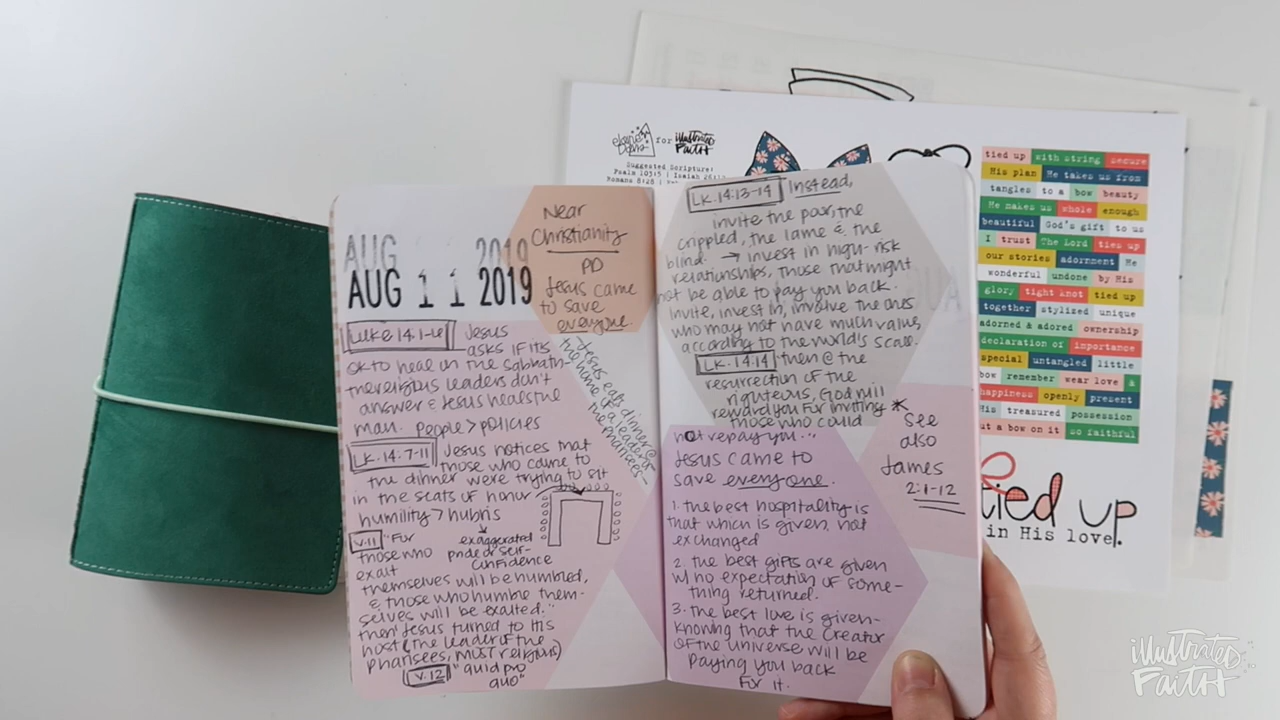 AUG 2019
AUG 1 1 2019
Near
Christianity
PD
Jesus came
to save
everyone.
Luke 14:1-6 Jesus
asks if it's
ok to heal on the sabbath-
the religious leaders don't
answer & Jesus heals the
man. People > policies
Jesus eats dinner @
the home of
a leader of
the pharisees-
LK. 14:7-11 Jesus notices that
those who came to
the dinner were trying to sit
in the seats of honor
humility > hubris
exaggerated
pride or self-
confidence
v.11 "For
those who
exalt
themselves will be humbled,
& those who humble them-
selves will be exalted."
then Jesus turned to his
host (the leader of the
pharisees, most religious)
v.12 "quid pro
quo"
LK. 14:13-14 Instead,
invite the poor, the
crippled, the lame & the
blind. → invest in high-risk
relationships, those that might
not be able to pay you back.
Invite, invest in, involve the ones
who may not have much value,
according to the world's scale.
LK. 14:14 "then @ the
resurrection of the
righteous, God will
reward you for inviting *
those who could
not repay you."
See
also
James
2:1-12
Jesus came to
save everyone.
1. the best hospitality is
that which is given, not
exchanged
2. the best gifts are given
w/ no expectation of some-
thing returned.
3. the best love is given-
knowing that the Creator
of the universe will be
paying you back
for it.
for illustrated FAITH
Suggested Scripture:
tied up with string secure
His plan He takes us from
tangles to a bow beauty
He makes us whole enough
beautiful God's gift to us
I trust The Lord ties up
our stories adornment He
wonderful undone by His
glory tight knot tied up
together stylized unique
adorned & adored ownership
declaration of importance
special untangled little
bow remember wear love &
happiness openly present
His treasured possession
put a bow on it so faithful
tied up
in His love.
illustrated
FAITH